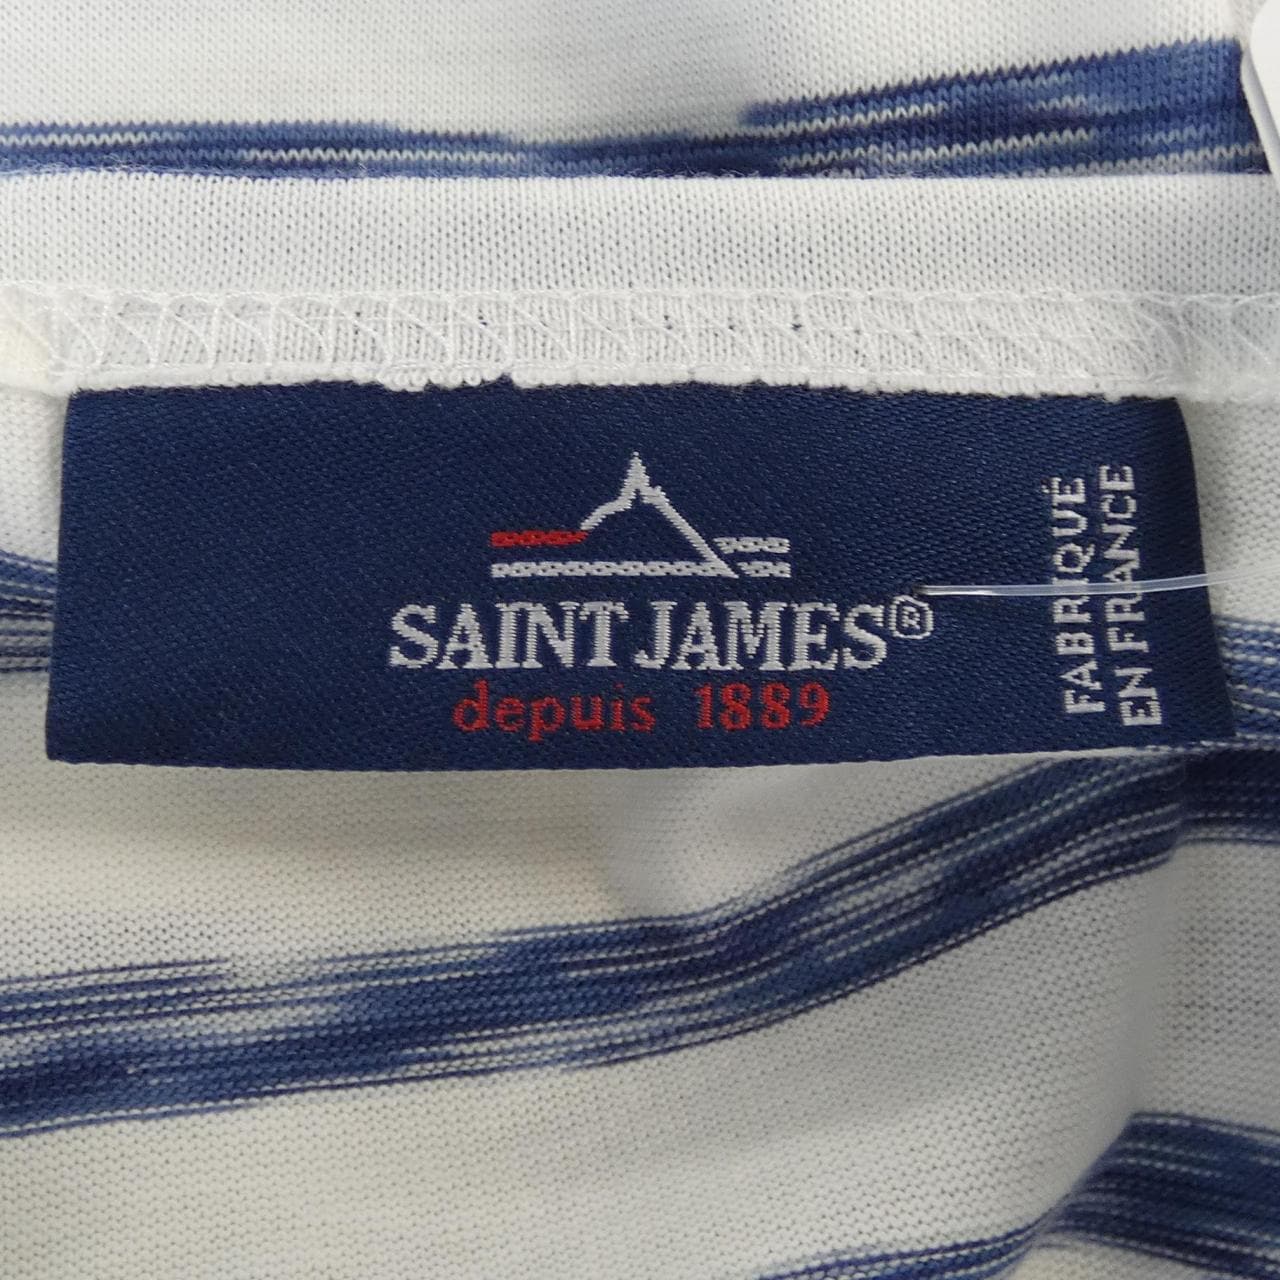 SAINT JAMES®
depuis 1889
FABRIQUÉ
EN FRANCE